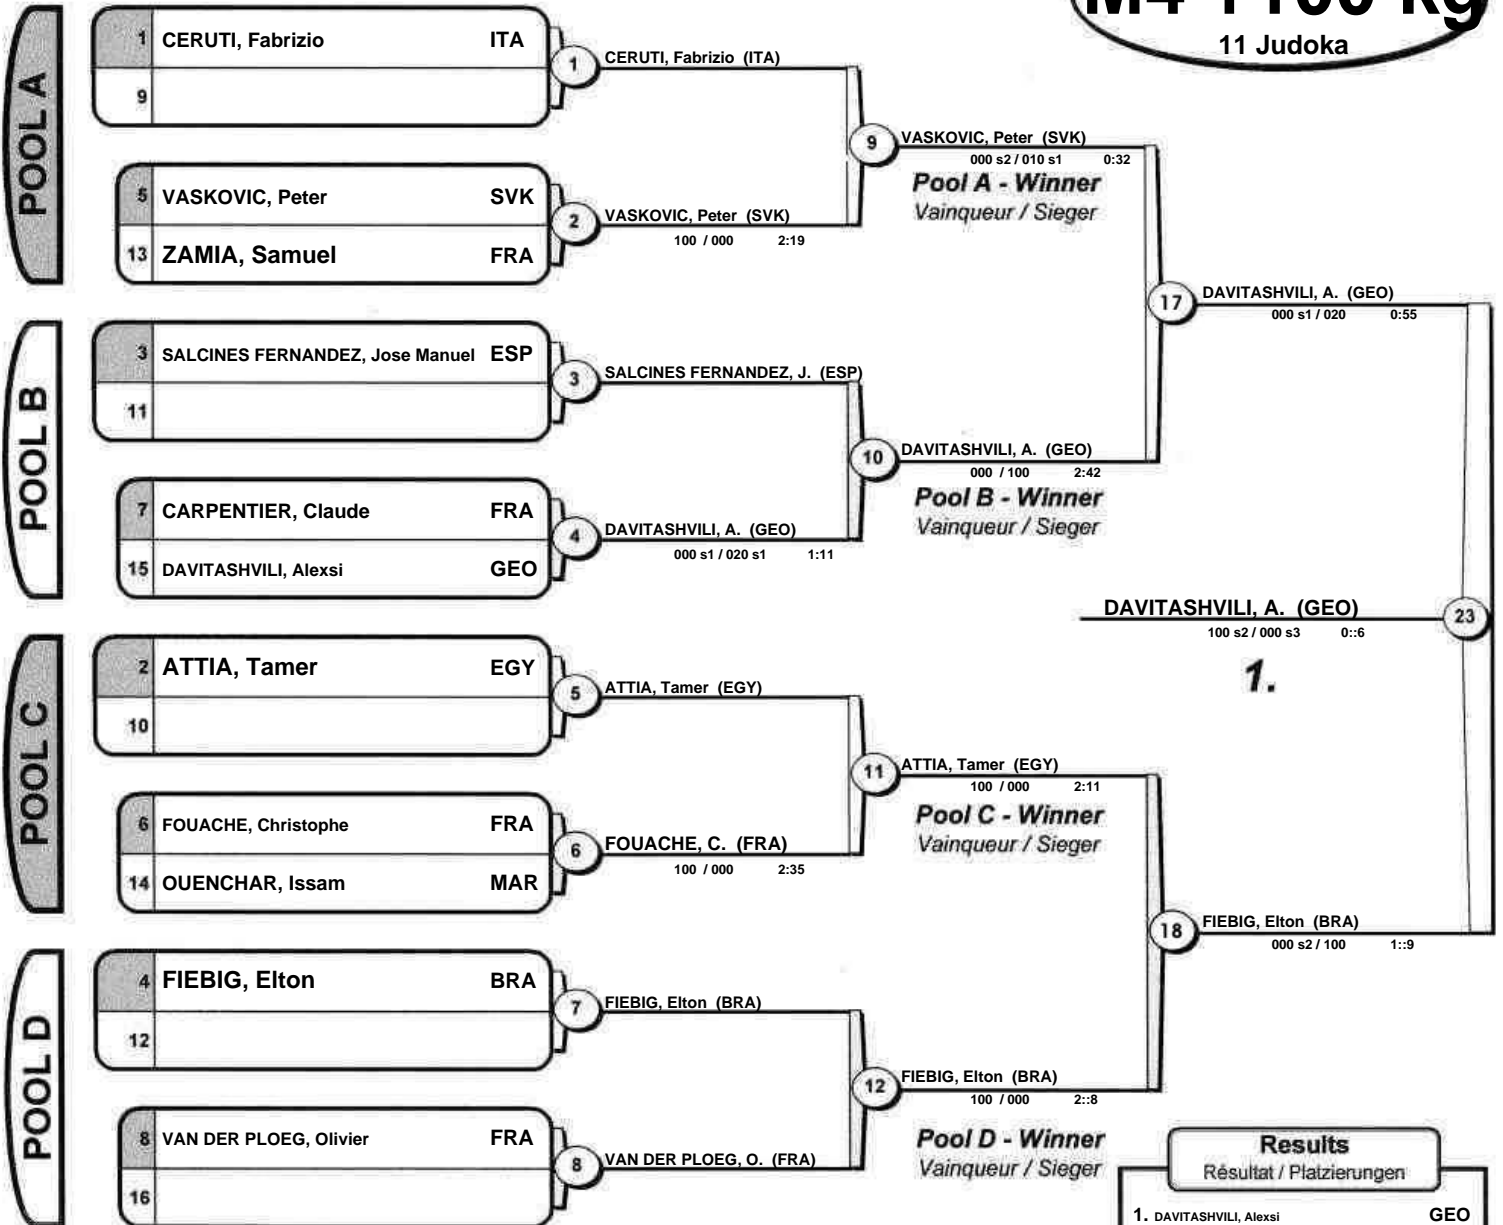 M4 +100 kg
11 Judoka
POOL A
1 CERUTI, Fabrizio ITA
9
5 VASKOVIC, Peter SVK
13 ZAMIA, Samuel FRA
1
CERUTI, Fabrizio (ITA)
2
VASKOVIC, Peter (SVK)
100 / 000 2:19
9
VASKOVIC, Peter (SVK)
000 s2 / 010 s1 0:32
Pool A - Winner
Vainqueur / Sieger
POOL B
3 SALCINES FERNANDEZ, Jose Manuel ESP
11
7 CARPENTIER, Claude FRA
15 DAVITASHVILI, Alexsi GEO
3
SALCINES FERNANDEZ, J. (ESP)
4
DAVITASHVILI, A. (GEO)
000 s1 / 020 s1 1:11
10
DAVITASHVILI, A. (GEO)
000 / 100 2:42
Pool B - Winner
Vainqueur / Sieger
17
DAVITASHVILI, A. (GEO)
000 s1 / 020 0:55
DAVITASHVILI, A. (GEO)
23
100 s2 / 000 s3 0::6
1.
POOL C
2 ATTIA, Tamer EGY
10
6 FOUACHE, Christophe FRA
14 OUENCHAR, Issam MAR
5
ATTIA, Tamer (EGY)
6
FOUACHE, C. (FRA)
100 / 000 2:35
11
ATTIA, Tamer (EGY)
100 / 000 2:11
Pool C - Winner
Vainqueur / Sieger
18
FIEBIG, Elton (BRA)
000 s2 / 100 1::9
POOL D
4 FIEBIG, Elton BRA
12
8 VAN DER PLOEG, Olivier FRA
16
7
FIEBIG, Elton (BRA)
8
VAN DER PLOEG, O. (FRA)
12
FIEBIG, Elton (BRA)
100 / 000 2::8
Pool D - Winner
Vainqueur / Sieger
Results
Résultat / Platzierungen
1. DAVITASHVILI, Alexsi GEO